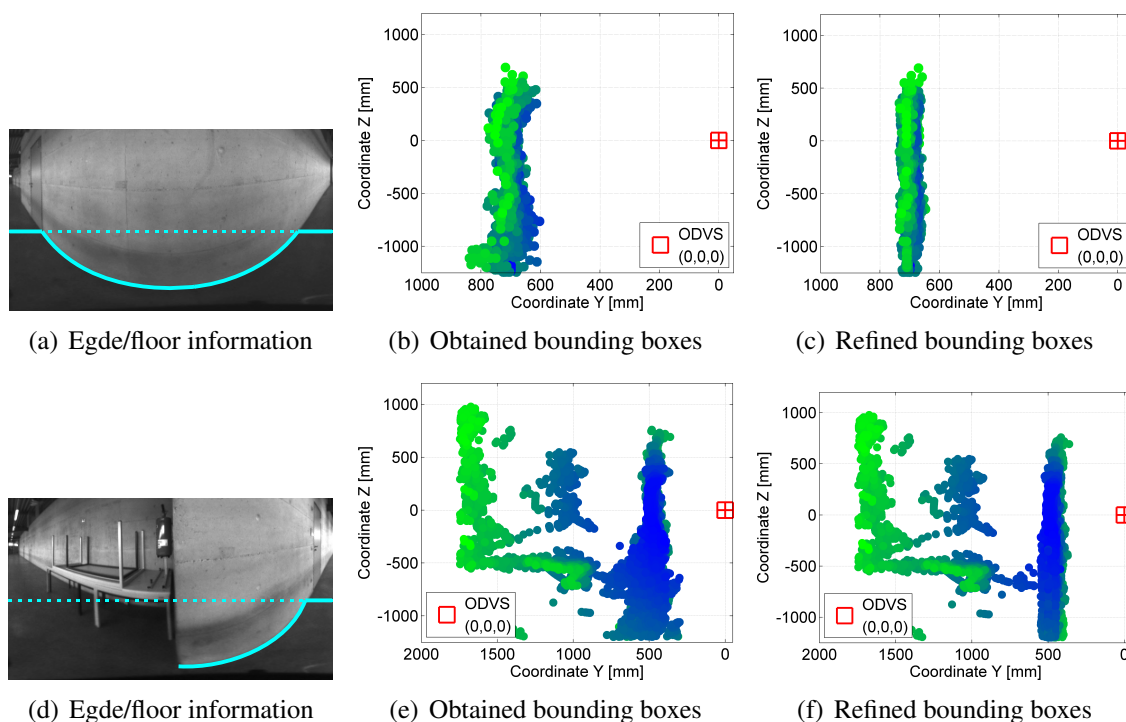 1000
500
0
-500
-1000
Coordinate Z [mm]
ODVS
(0,0,0)
1000 800 600 400 200 0
Coordinate Y [mm]
1000
500
0
-500
-1000
Coordinate Z [mm]
ODVS
(0,0,0)
1000 800 600 400 200 0
Coordinate Y [mm]
(a) Egde/floor information
(b) Obtained bounding boxes
(c) Refined bounding boxes
1000
500
0
-500
-1000
Coordinate Z [mm]
ODVS
(0,0,0)
2000 1500 1000 500 0
Coordinate Y [mm]
1000
500
0
-500
-1000
Coordinate Z [mm]
ODVS
(0,0,0)
2000 1500 1000 500 0
Coordinate Y [mm]
(d) Egde/floor information
(e) Obtained bounding boxes
(f) Refined bounding boxes